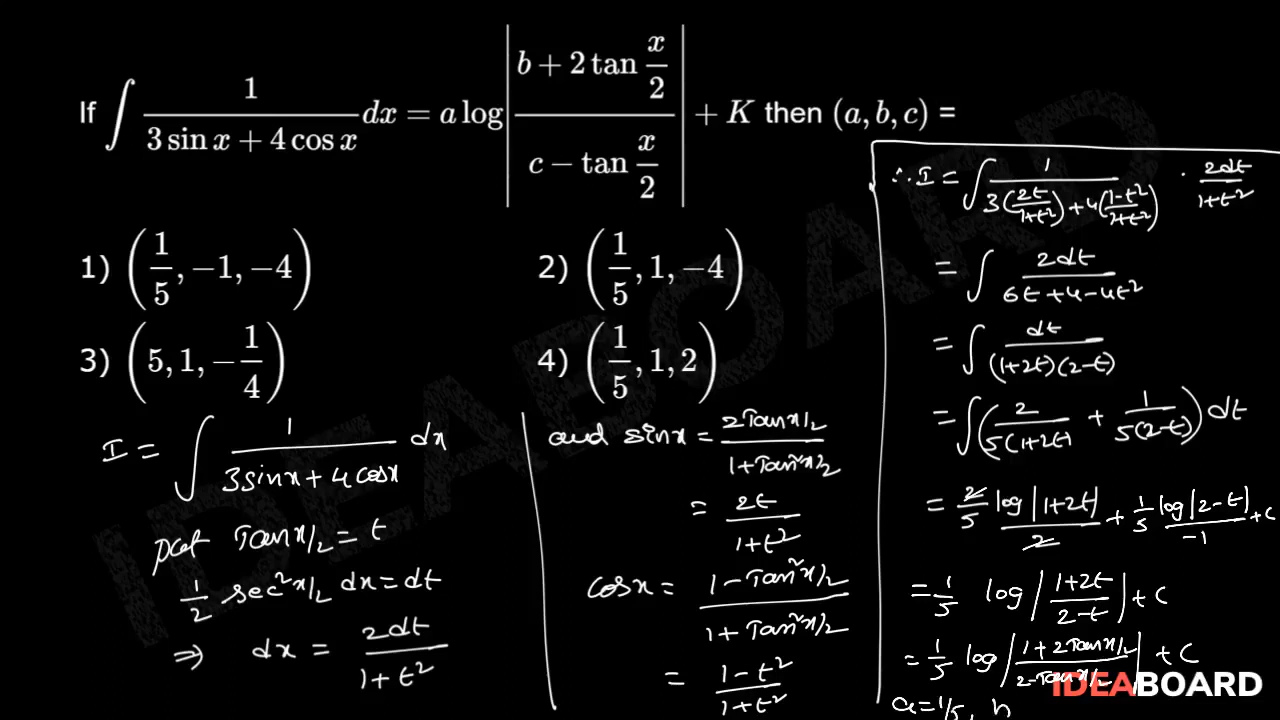 If ∫ 1/(3 sin x + 4 cos x) dx = a log |(b + 2 tan x/2)/(c − tan x/2)| + K then (a, b, c) =
1) (1/5, −1, −4)
2) (1/5, 1, −4)
3) (5, 1, −1/4)
4) (1/5, 1, 2)
I = ∫ 1/(3sinx + 4cosx) dx
put Tanx/2 = t
1/2 sec²x/2 dx = dt
⇒ dx = 2dt/(1+t²)
and sinx = 2Tanx/2/(1+Tan²x/2)
= 2t/(1+t²)
cosx = (1−Tan²x/2)/(1+Tan²x/2)
= (1−t²)/(1+t²)
∴ I = ∫ 1/(3(2t/(1+t²)) + 4((1−t²)/(1+t²))) · 2dt/(1+t²)
= ∫ 2dt/(6t+4−4t²)
= ∫ dt/((1+2t)(2−t))
= ∫ (2/(5(1+2t)) + 1/(5(2−t))) dt
= 2/5 log|1+2t|/2 + 1/5 log|2−t|/−1 + c
= 1/5 log |(1+2t)/(2−t)| + c
= 1/5 log |(1+2Tanx/2)/(2−Tanx/2)| + c
a = 1/5, b
IDEABOARD
IDEABOARD